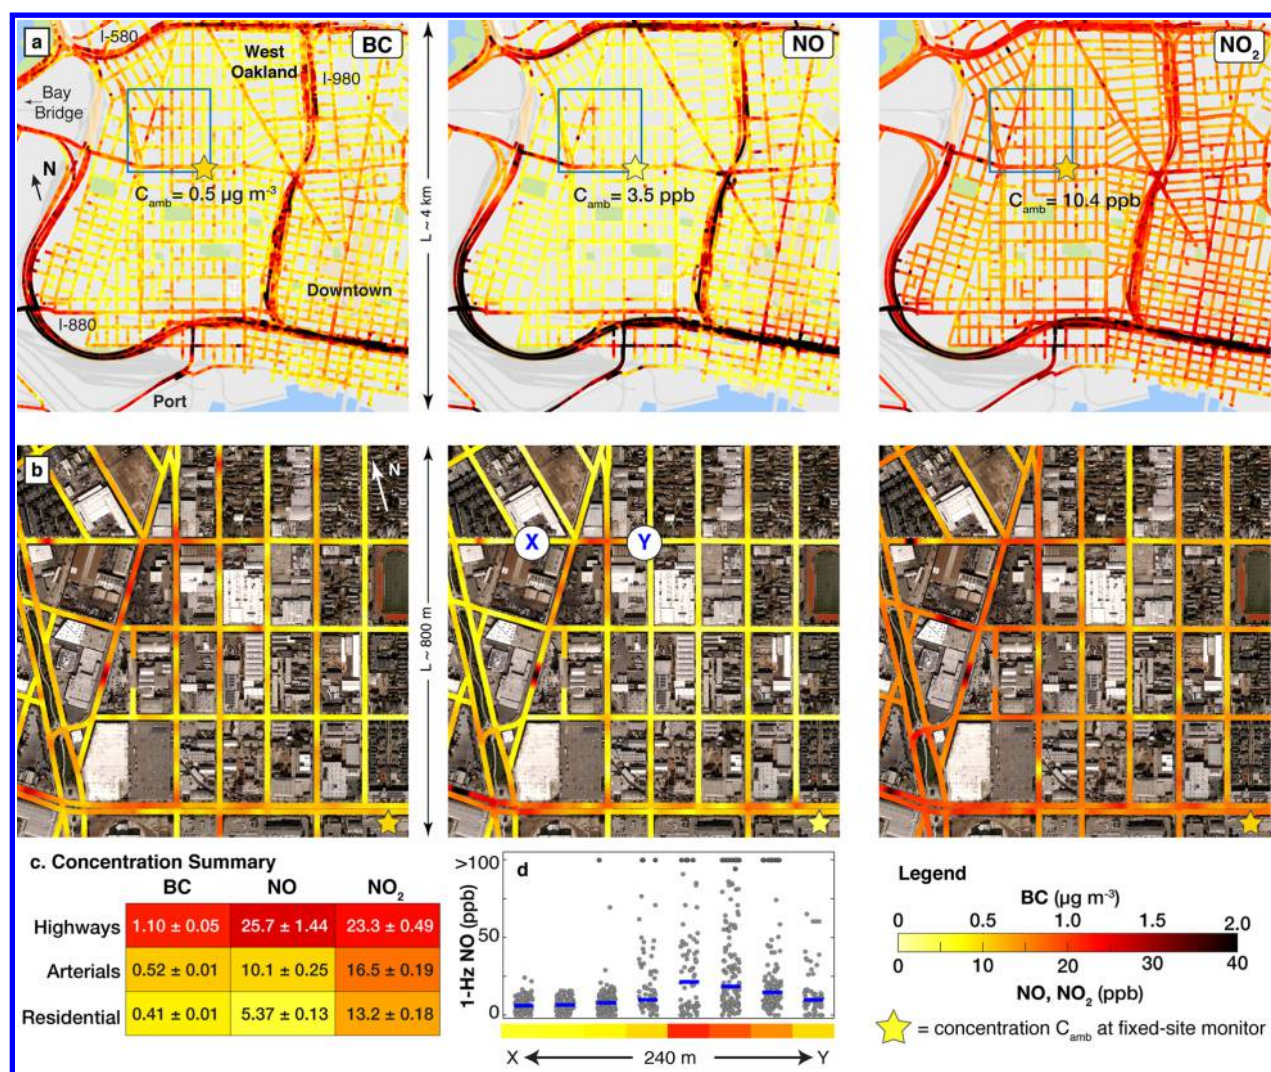 a
I-580
BC
West
Oakland
I-980
Bay
Bridge
N
C_amb = 0.5 µg m⁻³
Downtown
I-880
Port
L ~ 4 km
NO
C_amb = 3.5 ppb
NO₂
C_amb = 10.4 ppb
b
N
L ~ 800 m
X
Y
c. Concentration Summary
BC NO NO₂
Highways 1.10 ± 0.05 25.7 ± 1.44 23.3 ± 0.49
Arterials 0.52 ± 0.01 10.1 ± 0.25 16.5 ± 0.19
Residential 0.41 ± 0.01 5.37 ± 0.13 13.2 ± 0.18
d
1-Hz NO (ppb)
>100
50
0
X 240 m Y
Legend
BC (µg m⁻³)
0 0.5 1.0 1.5 2.0
0 10 20 30 40
NO, NO₂ (ppb)
= concentration C_amb at fixed-site monitor